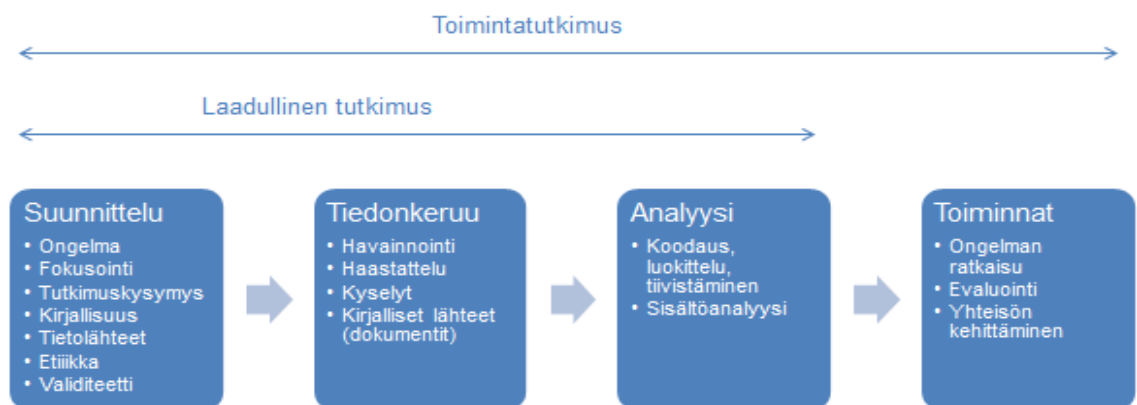 Toimintatutkimus
Laadullinen tutkimus
Suunnittelu
• Ongelma
• Fokusointi
• Tutkimuskysymys
• Kirjallisuus
• Tietolähteet
• Etiiikka
• Validiteetti
Tiedonkeruu
• Havainnointi
• Haastattelu
• Kyselyt
• Kirjalliset lähteet
(dokumentit)
Analyysi
• Koodaus,
luokittelu,
tiivistäminen
• Sisältöanalyysi
Toiminnat
• Ongelman
ratkaisu
• Evaluointi
• Yhteisön
kehittäminen